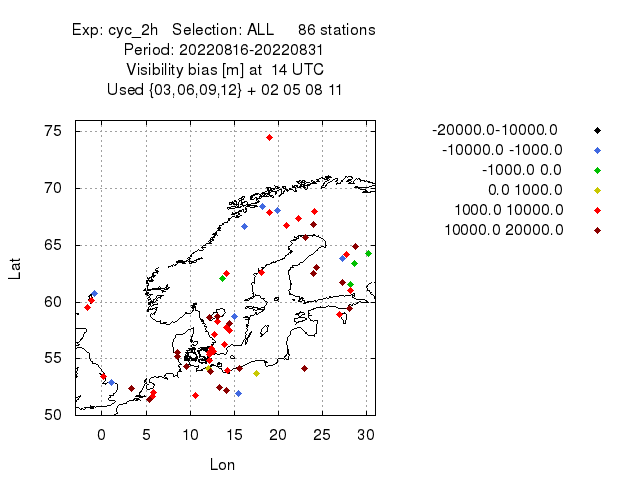 Exp: cyc_2h Selection: ALL 86 stations
Period: 20220816-20220831
Visibility bias [m] at 14 UTC
Used {03,06,09,12} + 02 05 08 11
75
70
65
60
55
50
Lat
0 5 10 15 20 25 30
Lon
-20000.0-10000.0
-10000.0 -1000.0
-1000.0 0.0
0.0 1000.0
1000.0 10000.0
10000.0 20000.0